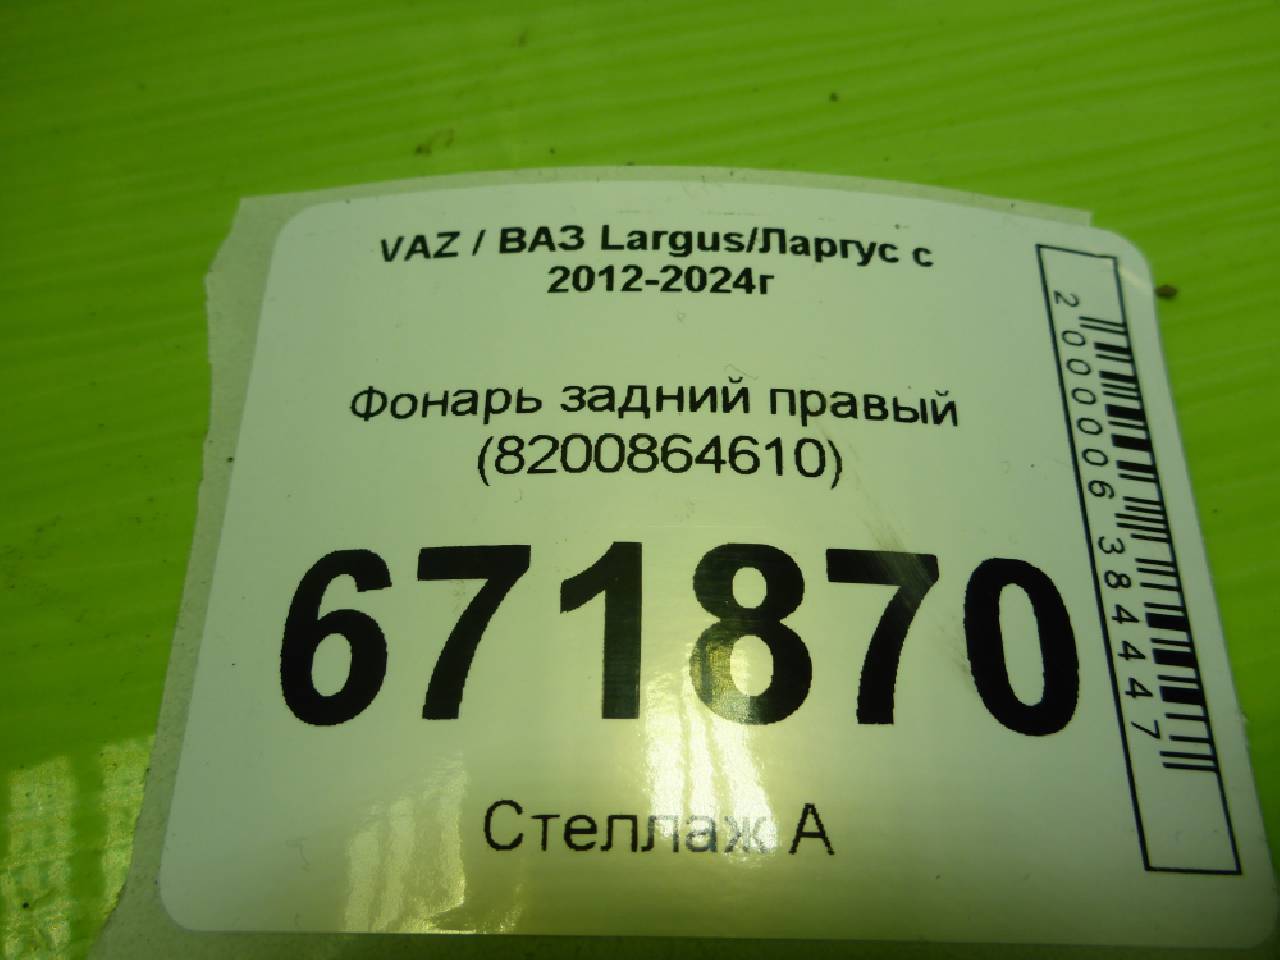 VAZ / ВАЗ Largus/Ларгус с
2012-2024г
Фонарь задний правый
(8200864610)
671870
Стеллаж А
2000006384447